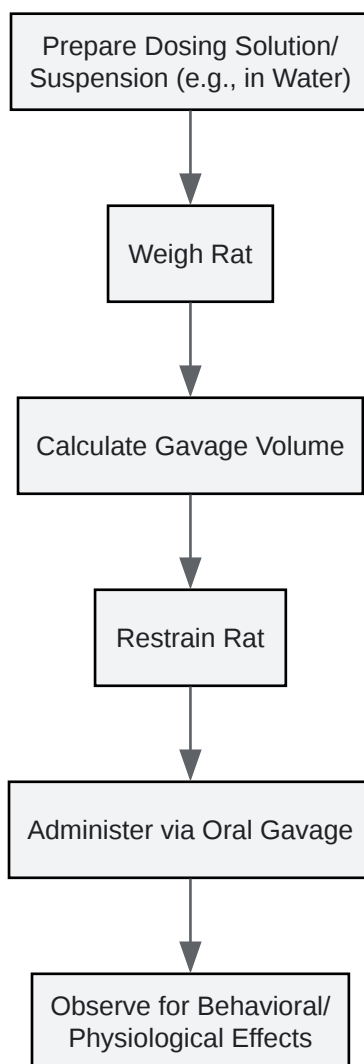 Prepare Dosing Solution/
Suspension (e.g., in Water)
Weigh Rat
Calculate Gavage Volume
Restrain Rat
Administer via Oral Gavage
Observe for Behavioral/
Physiological Effects